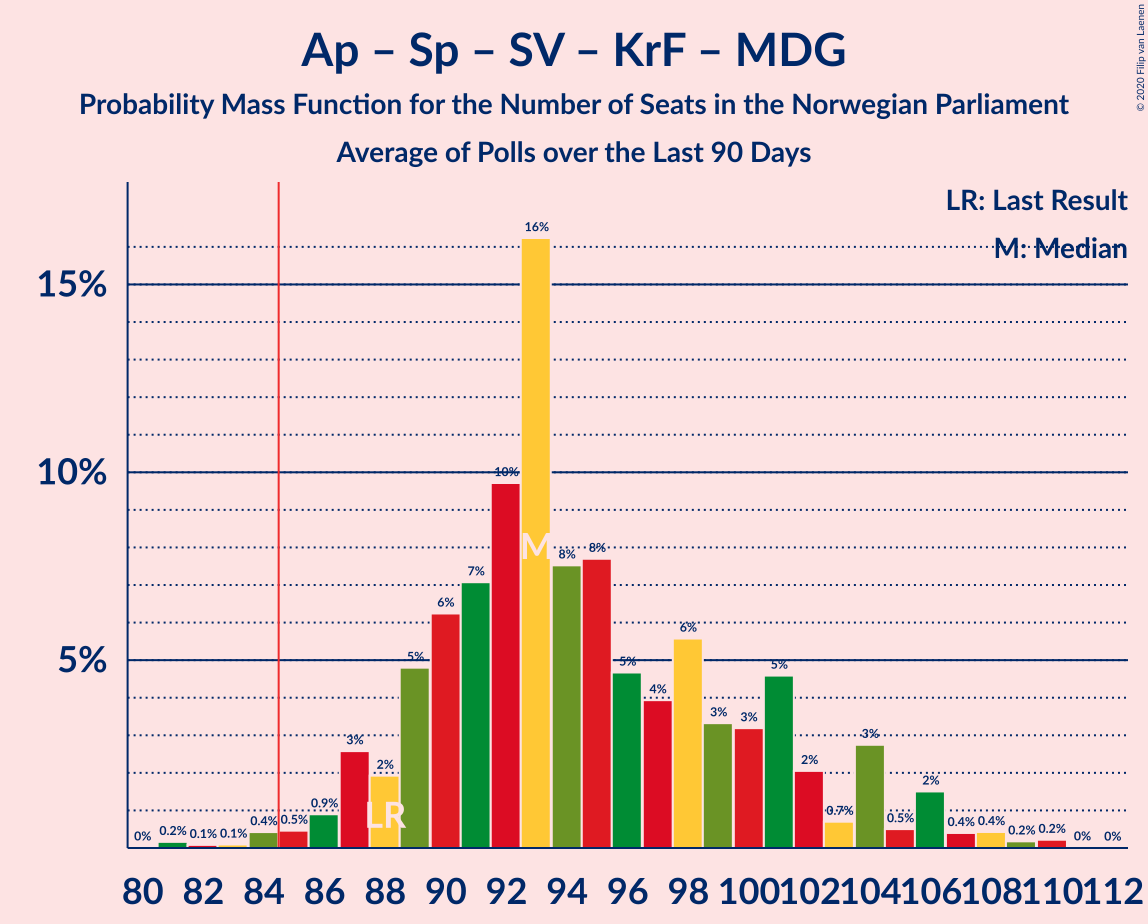 Ap – Sp – SV – KrF – MDG
Probability Mass Function for the Number of Seats in the Norwegian Parliament
Average of Polls over the Last 90 Days
© 2020 Filip van Laenen
LR: Last Result
M: Median
15%
10%
5%
0% 0.2% 0.1% 0.1% 0.4% 0.5% 0.9% 3% 2% 5% 6% 7% 10% 16% 8% 8% 5% 4% 6% 3% 3% 5% 2% 0.7% 3% 0.5% 2% 0.4% 0.4% 0.2% 0.2% 0% 0%
M
LR
80 82 84 86 88 90 92 94 96 98 100 102 104 106 108 110 112